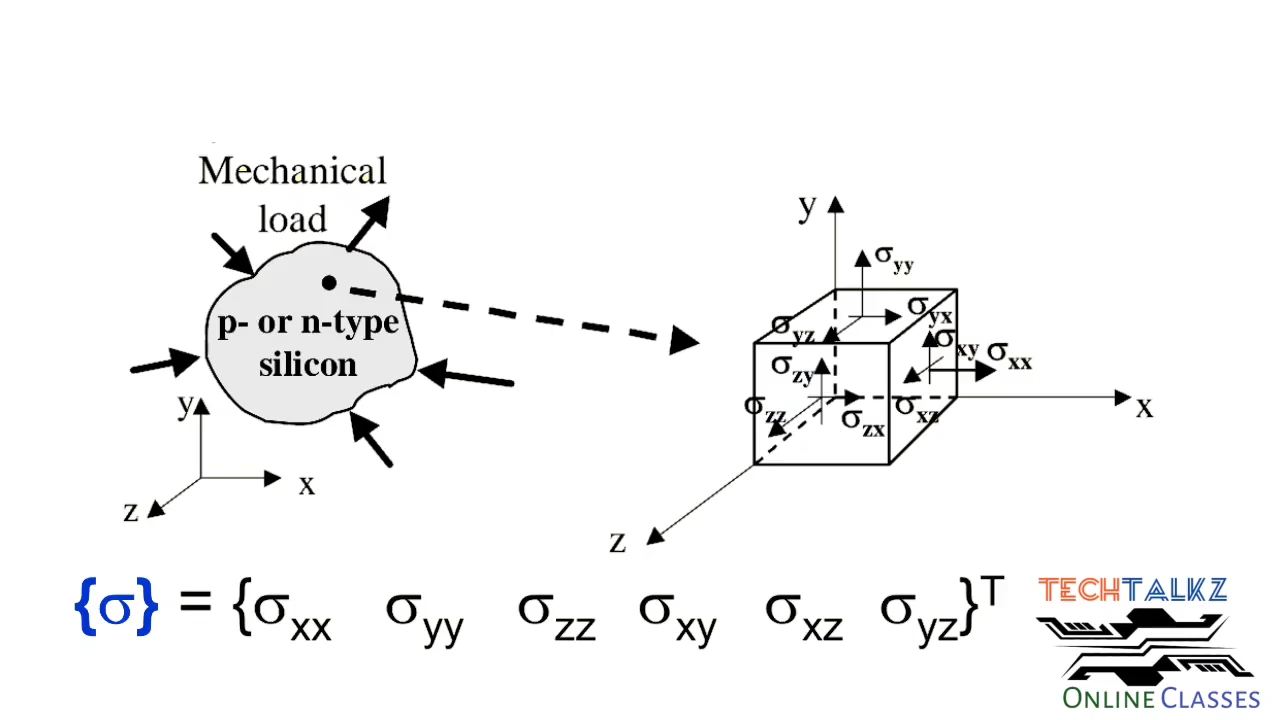 Mechanical
load
p- or n-type
silicon
y
x
z
y
σyy
σyx
σyz
σxy
σxx
σzy
σzz
σzx
σxz
x
z
{σ} = {σxx σyy σzz σxy σxz σyz}T
TECHTALKZ
ONLINE CLASSES